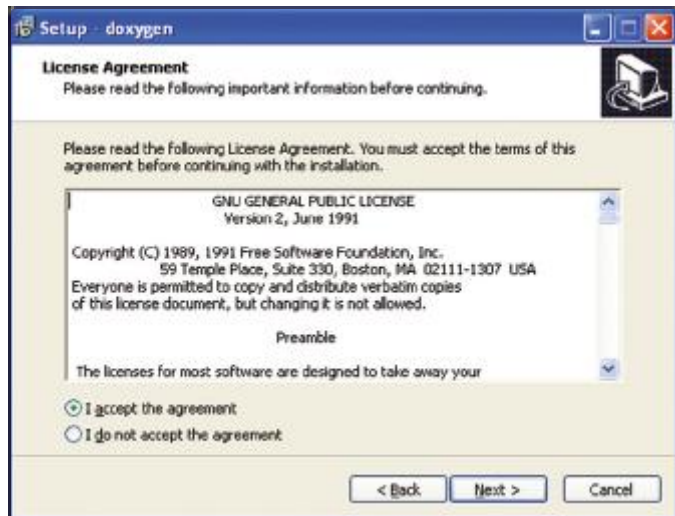 Setup - doxygen
License Agreement
Please read the following important information before continuing.
Please read the following License Agreement. You must accept the terms of this
agreement before continuing with the installation.
GNU GENERAL PUBLIC LICENSE
Version 2, June 1991
Copyright (C) 1989, 1991 Free Software Foundation, Inc.
59 Temple Place, Suite 330, Boston, MA 02111-1307 USA
Everyone is permitted to copy and distribute verbatim copies
of this license document, but changing it is not allowed.
Preamble
The licenses for most software are designed to take away your
I accept the agreement
I do not accept the agreement
< Back Next > Cancel